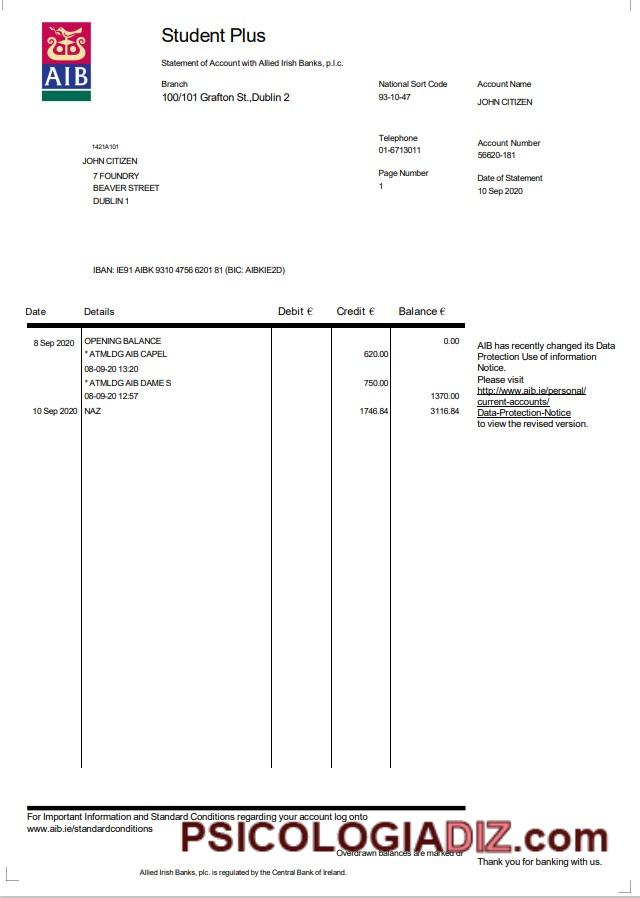 AIB
Student Plus
Statement of Account with Allied Irish Banks, p.l.c.
Branch
100/101 Grafton St.,Dublin 2
National Sort Code
93-10-47
Account Name
JOHN CITIZEN
Telephone
01-6713011
Account Number
56620-181
Page Number
1
Date of Statement
10 Sep 2020
1421A101
JOHN CITIZEN
7 FOUNDRY
BEAVER STREET
DUBLIN 1
IBAN: IE91 AIBK 9310 4756 6201 81 (BIC: AIBKIE2D)
Date Details Debit € Credit € Balance €
8 Sep 2020 OPENING BALANCE 0.00
* ATMLDG AIB CAPEL 620.00
08-09-20 13:20
* ATMLDG AIB DAME S 750.00
08-09-20 12:57 1370.00
10 Sep 2020 NAZ 1746.84 3116.84
AIB has recently changed its Data
Protection Use of information
Notice.
Please visit
http://www.aib.ie/personal/
current-accounts/
Data-Protection-Notice
to view the revised version.
For Important Information and Standard Conditions regarding your account log onto
www.aib.ie/standardconditions
PSICOLOGIADIZ.com
Overdrawn balances are marked dr
Thank you for banking with us.
Allied Irish Banks, plc. is regulated by the Central Bank of Ireland.